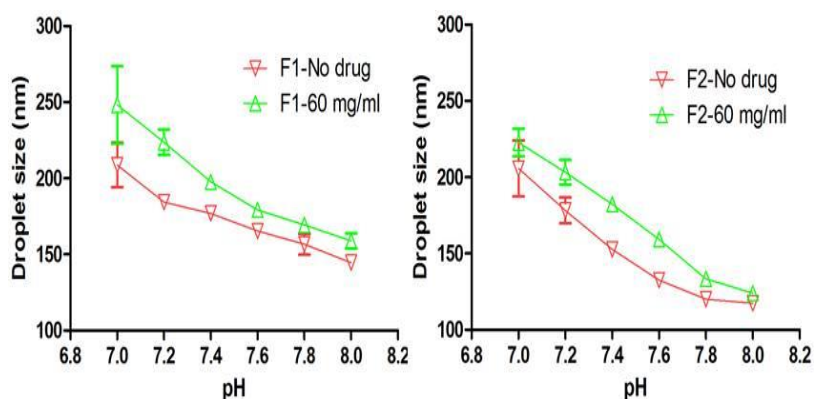 Droplet size (nm)
300
250
200
150
100
F1-No drug
F1-60 mg/ml
6.8 7.0 7.2 7.4 7.6 7.8 8.0 8.2
pH
Droplet size (nm)
300
250
200
150
100
F2-No drug
F2-60 mg/ml
6.8 7.0 7.2 7.4 7.6 7.8 8.0 8.2
pH